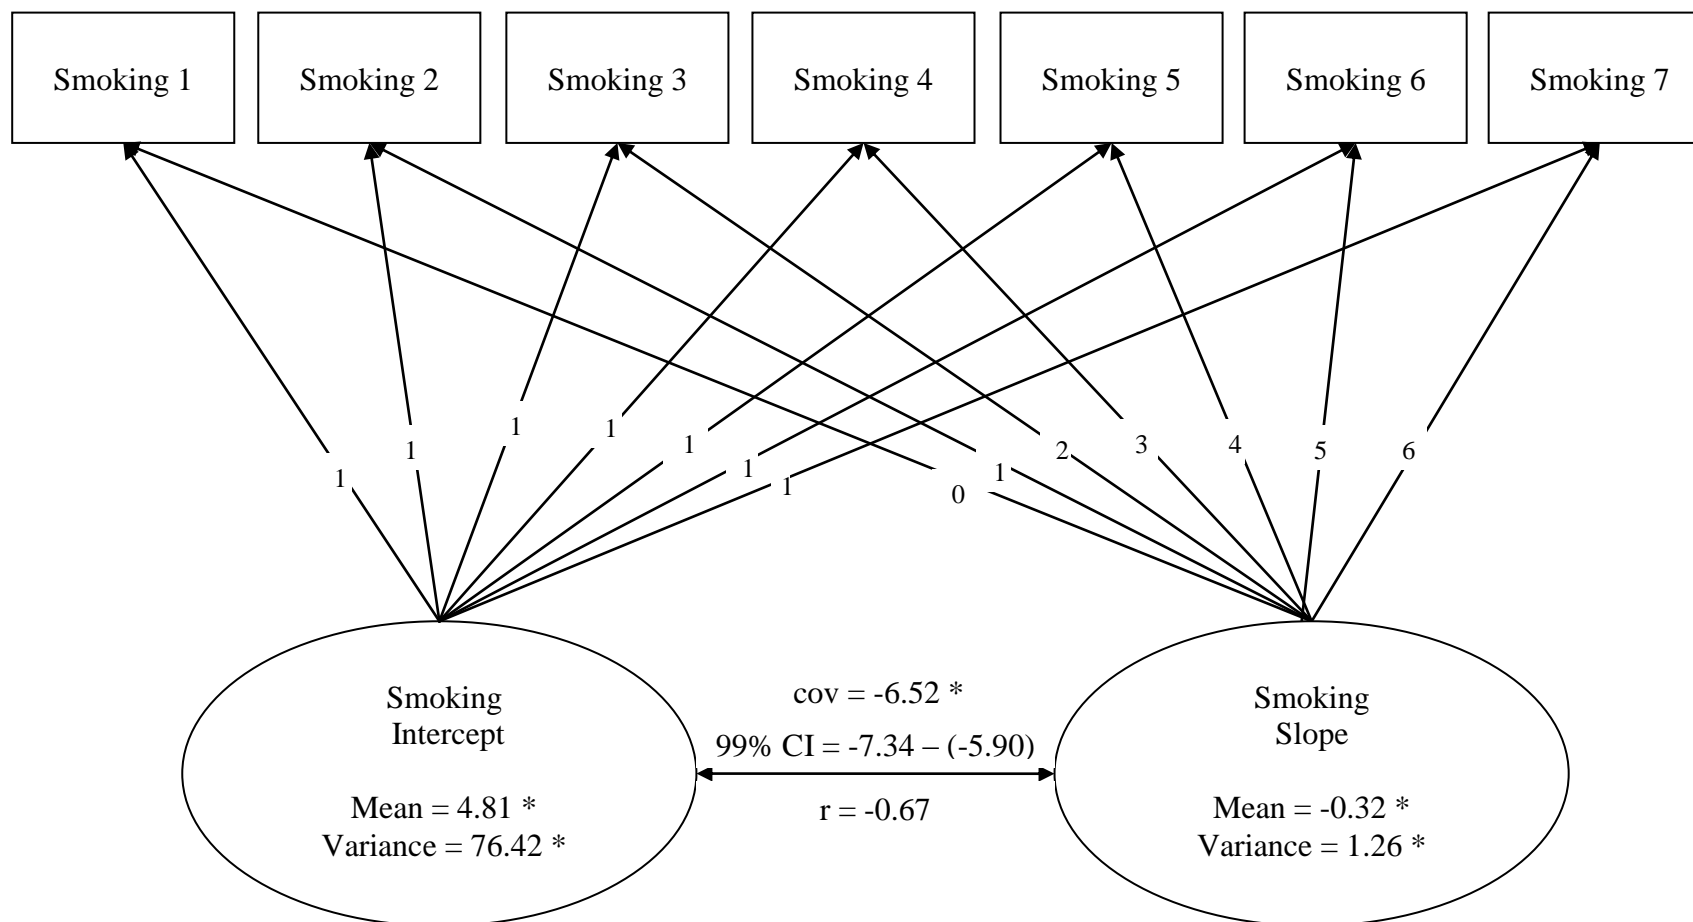 Smoking 1
Smoking 2
Smoking 3
Smoking 4
Smoking 5
Smoking 6
Smoking 7
1
1
1
1
1
1
1
0
1
2
3
4
5
6
Smoking
Intercept
Mean = 4.81 *
Variance = 76.42 *
cov = -6.52 *
99% CI = -7.34 – (-5.90)
r = -0.67
Smoking
Slope
Mean = -0.32 *
Variance = 1.26 *